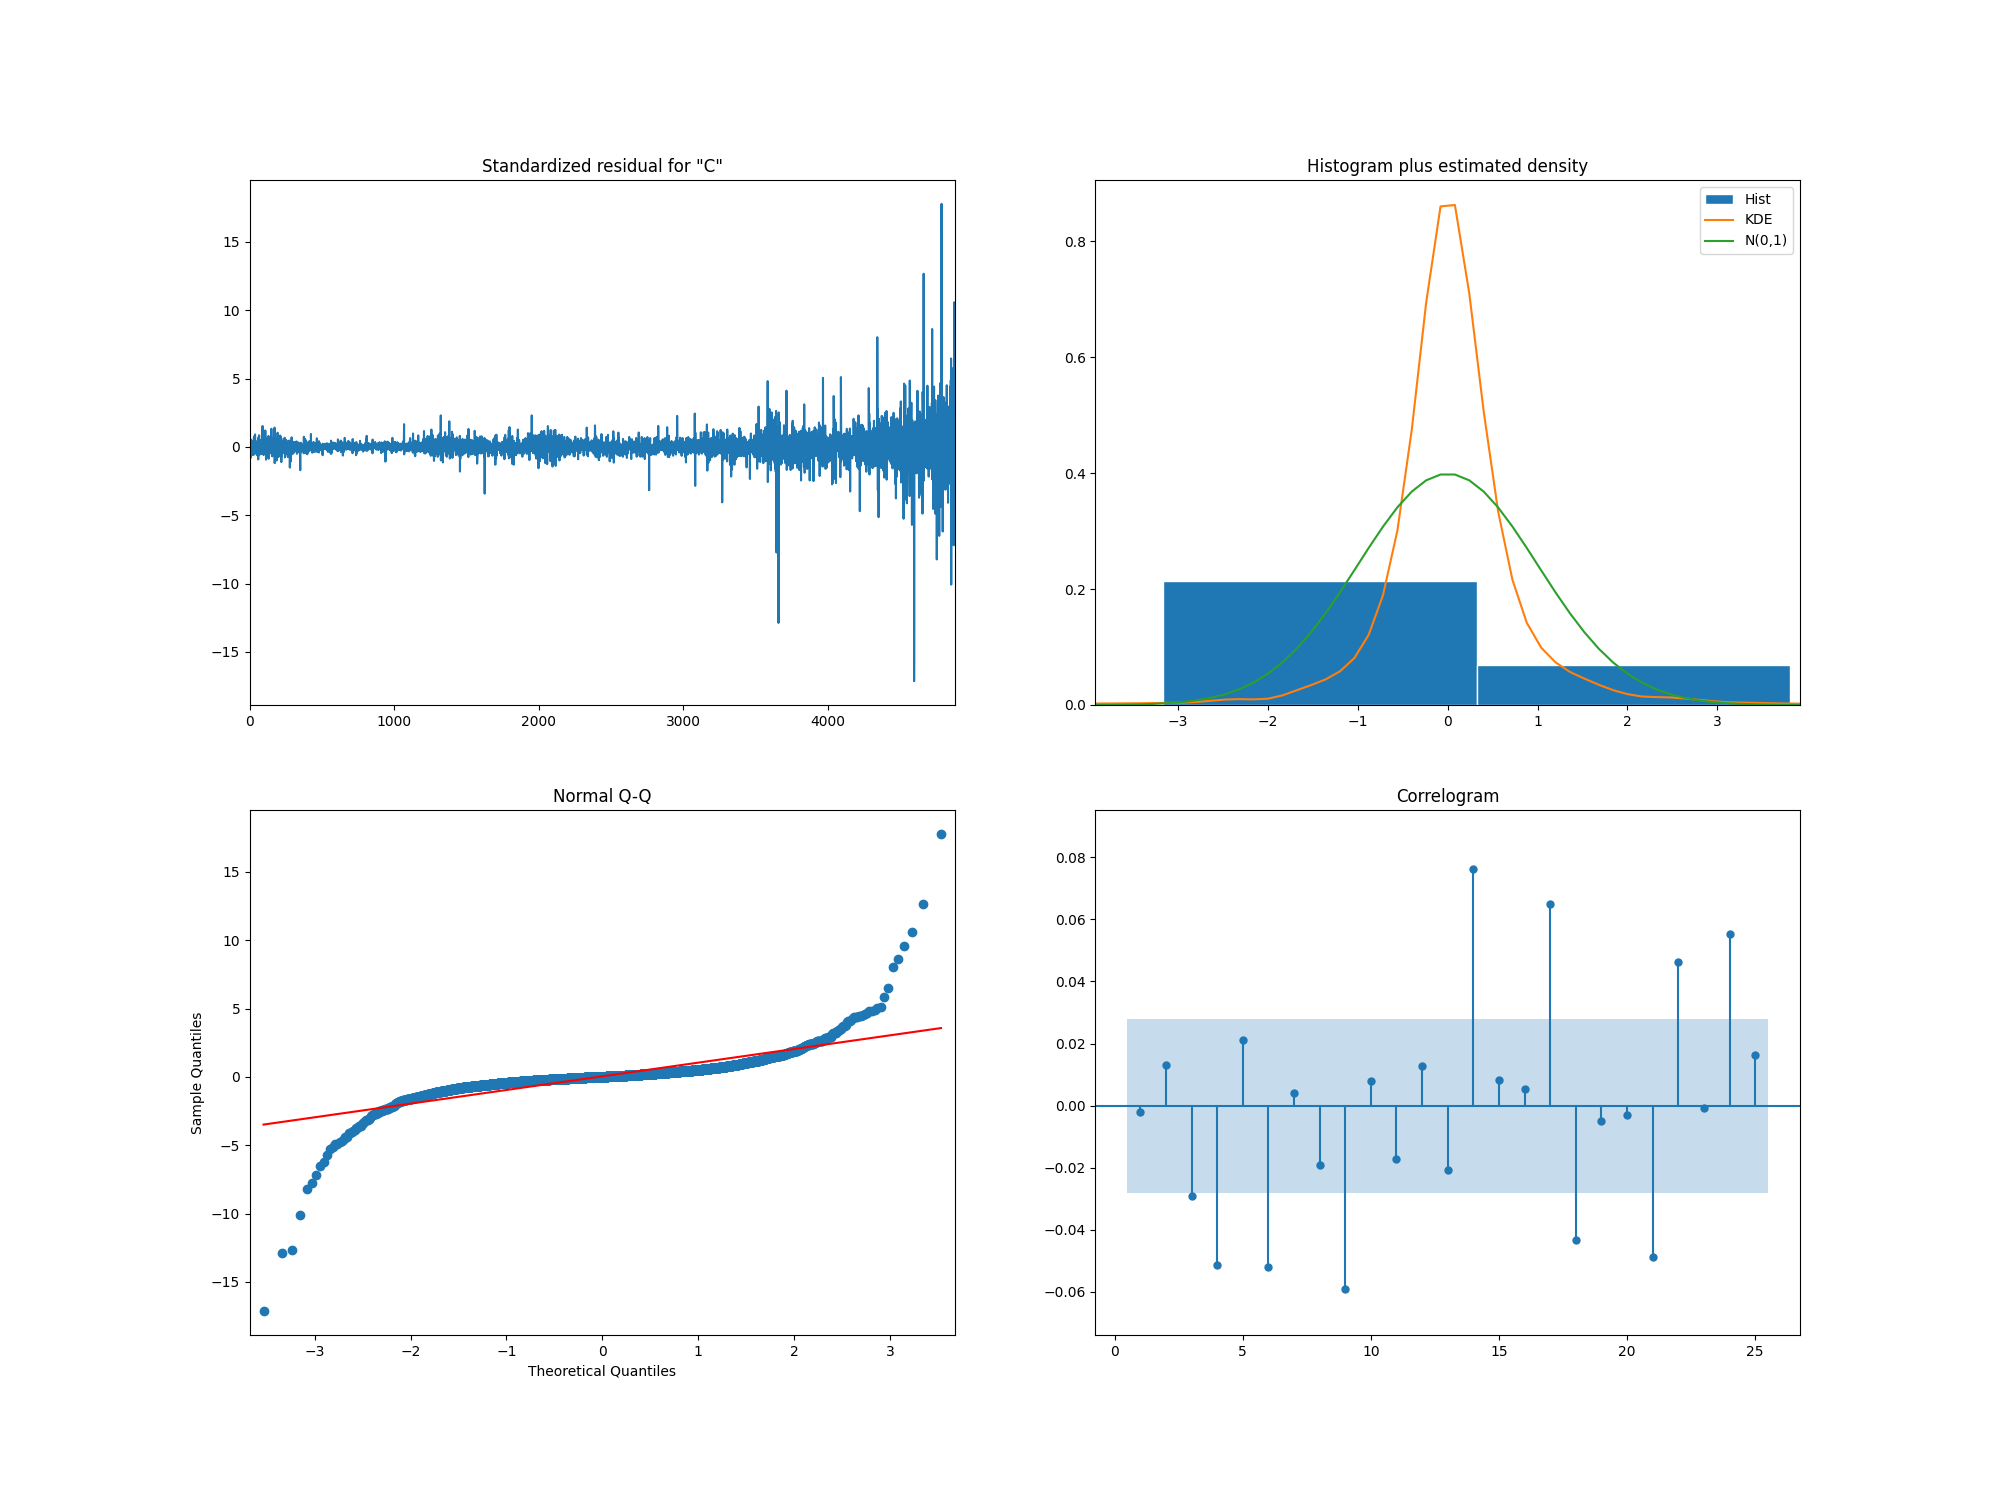 Standardized residual for "C"
15
10
5
0
−5
−10
−15
0 1000 2000 3000 4000
Histogram plus estimated density
Hist
KDE
N(0,1)
0.8
0.6
0.4
0.2
0.0
−3 −2 −1 0 1 2 3
Normal Q-Q
Sample Quantiles
15
10
5
0
−5
−10
−15
−3 −2 −1 0 1 2 3
Theoretical Quantiles
Correlogram
0.08
0.06
0.04
0.02
0.00
−0.02
−0.04
−0.06
0 5 10 15 20 25